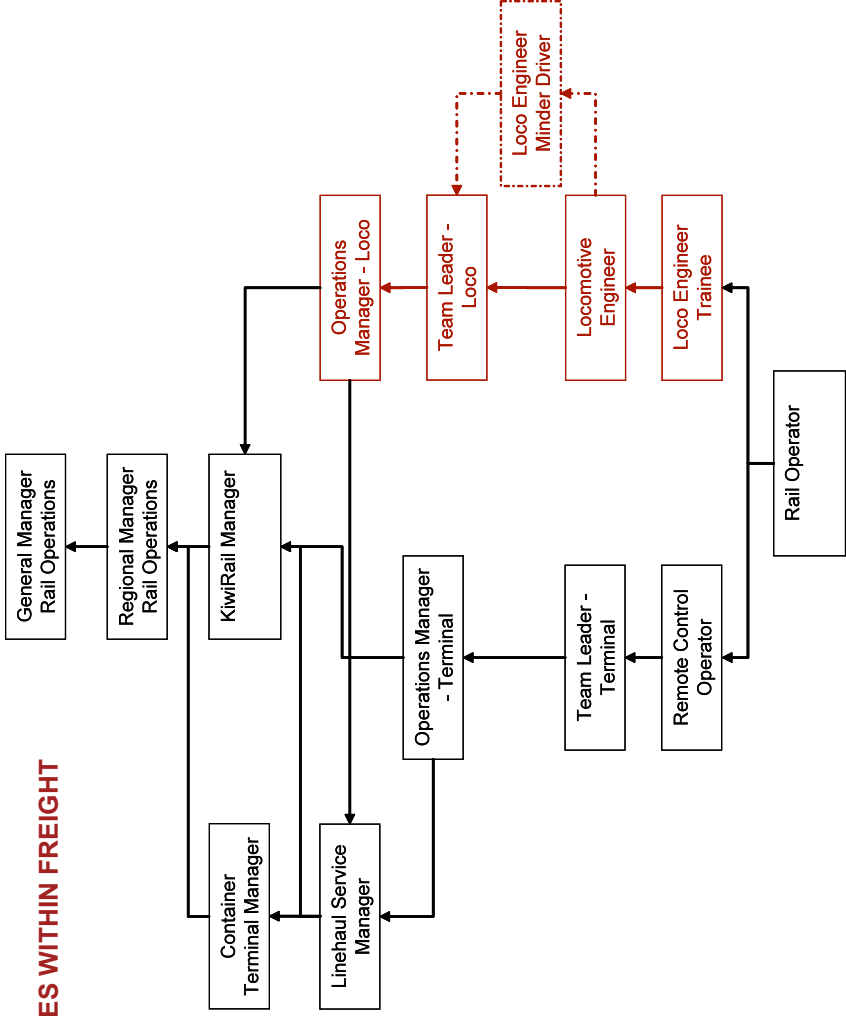 ES WITHIN FREIGHT
General Manager
Rail Operations
Regional Manager
Rail Operations
KiwiRail Manager
Container
Terminal Manager
Linehaul Service
Manager
Operations
Manager - Loco
Operations Manager
- Terminal
Team Leader -
Loco
Loco Engineer
Minder Driver
Team Leader -
Terminal
Locomotive
Engineer
Remote Control
Operator
Loco Engineer
Trainee
Rail Operator